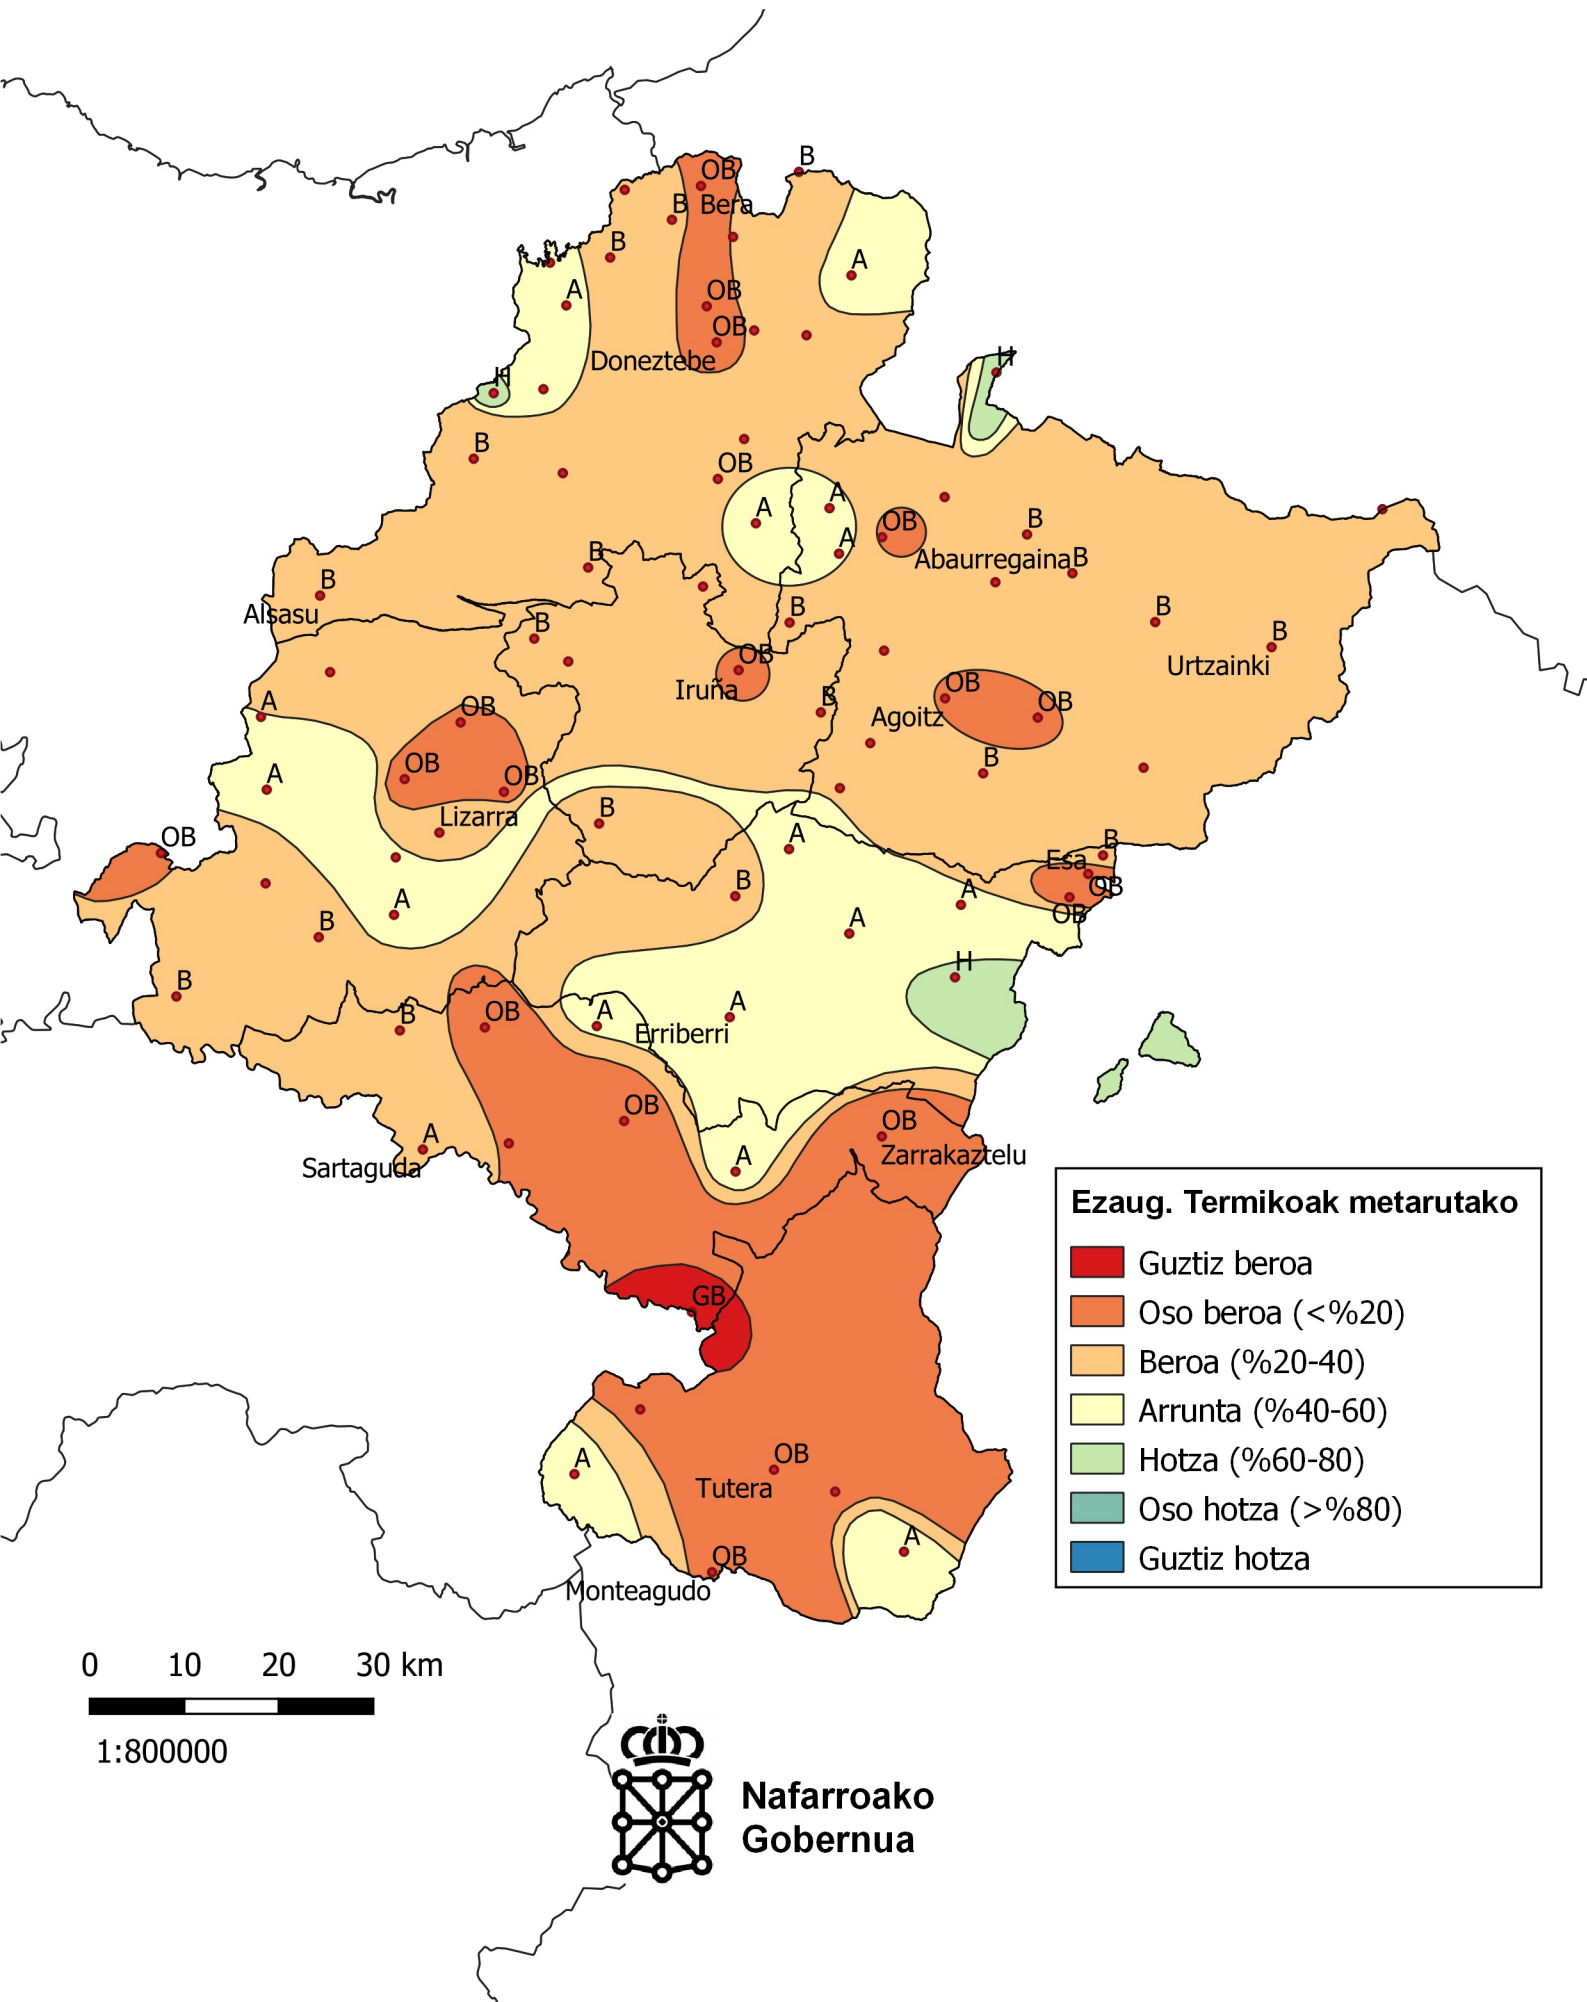 B
OB
B Bera
B
A
A
OB
OB
Doneztebe
H
H
B
OB
A
A
A
OB
B
Abaurregaina B
B
B
Alsasu
B
B
B
B
OB
Iruña
Urtzainki
A
OB
B
OB
OB
Agoitz
A
OB
OB
B
Lizarra
B
A
OB
B
Esa
OB
OB
B
A
A
A
B
B
H
B
OB
A
A
Erriberri
OB
OB
A
Sartaguda
A
Zarrakaztelu
GB
A
OB
Tutera
A
OB
Monteagudo
Ezaug. Termikoak metarutako
Guztiz beroa
Oso beroa (<%20)
Beroa (%20-40)
Arrunta (%40-60)
Hotza (%60-80)
Oso hotza (>%80)
Guztiz hotza
0 10 20 30 km
1:800000
Nafarroako
Gobernua